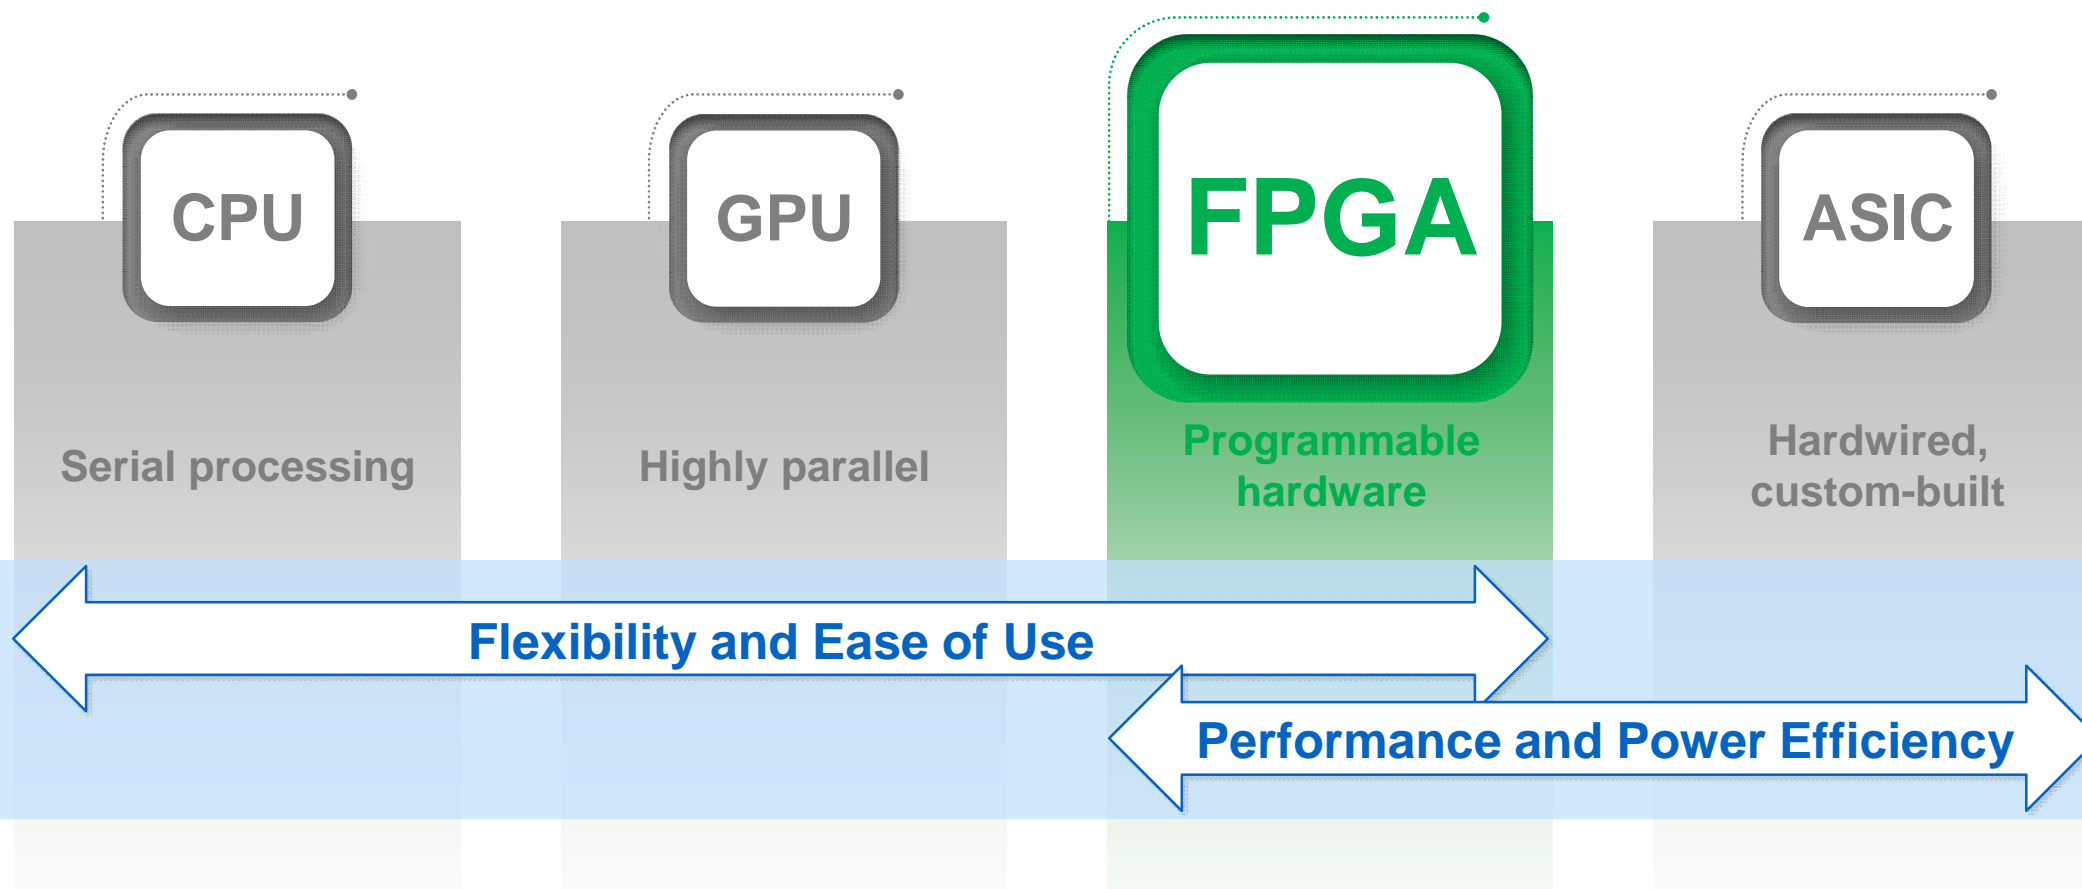 CPU
GPU
FPGA
ASIC
Serial processing
Highly parallel
Programmable
hardware
Hardwired,
custom-built
Flexibility and Ease of Use
Performance and Power Efficiency